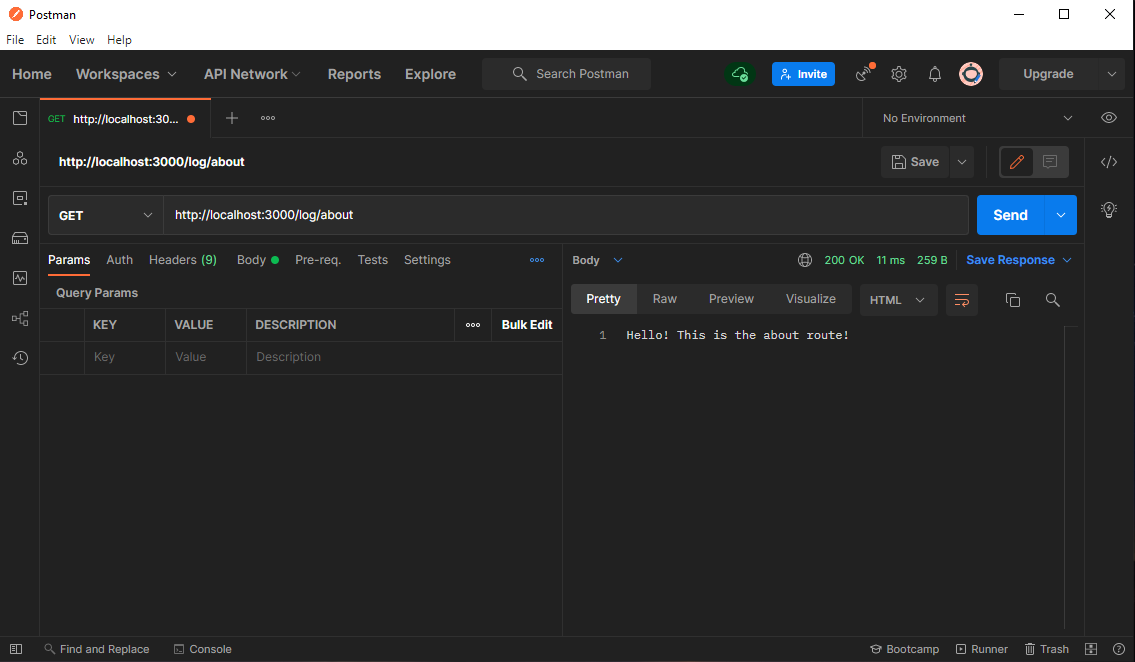 Postman
File Edit View Help
Home Workspaces API Network Reports Explore Search Postman Invite Upgrade
GET http://localhost:30... No Environment
http://localhost:3000/log/about Save
GET http://localhost:3000/log/about Send
Params Auth Headers (9) Body Pre-req. Tests Settings
Query Params
KEY VALUE DESCRIPTION Bulk Edit
Key Value Description
Body 200 OK 11 ms 259 B Save Response
Pretty Raw Preview Visualize HTML
1 Hello! This is the about route!
Find and Replace Console Bootcamp Runner Trash